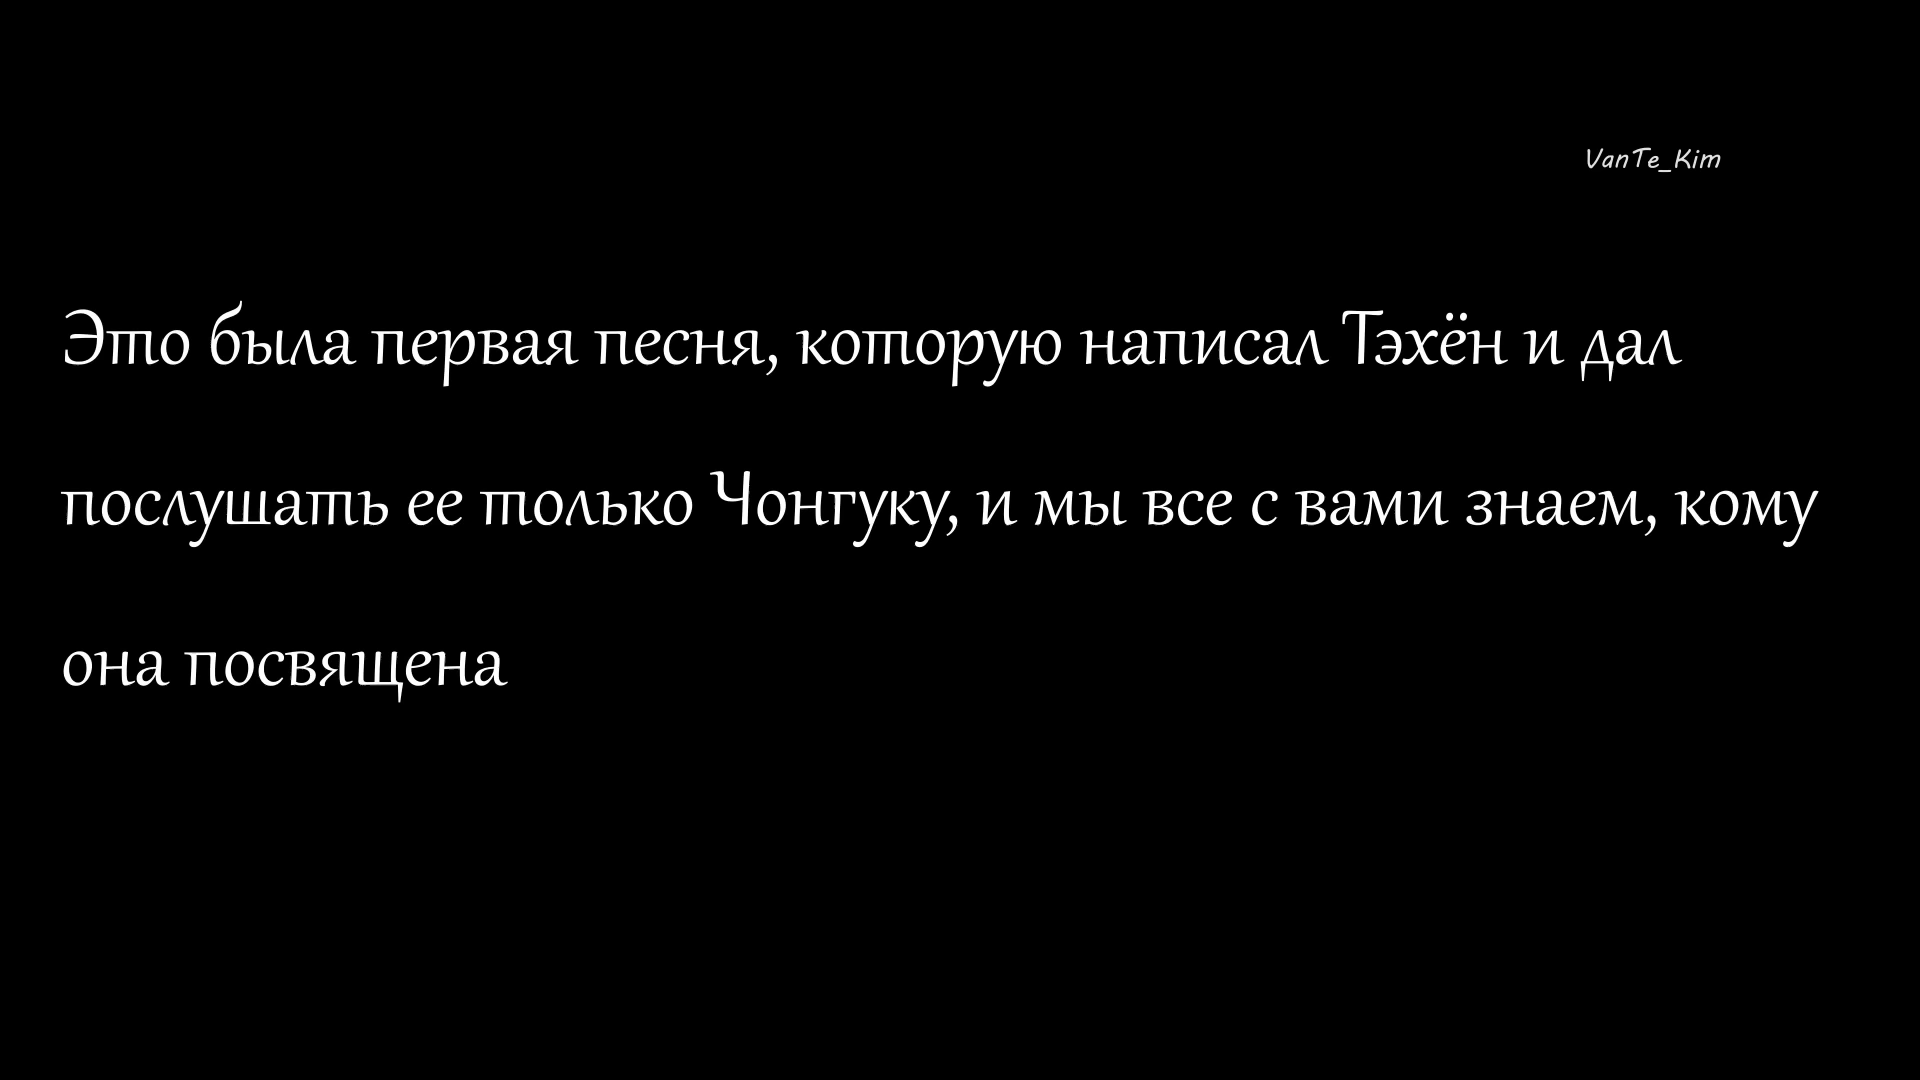 VanTe_Kim
Это была первая песня, которую написал Тэхён и дал
послушать ее только Чонгуку, и мы все с вами знаем, кому
она посвящена